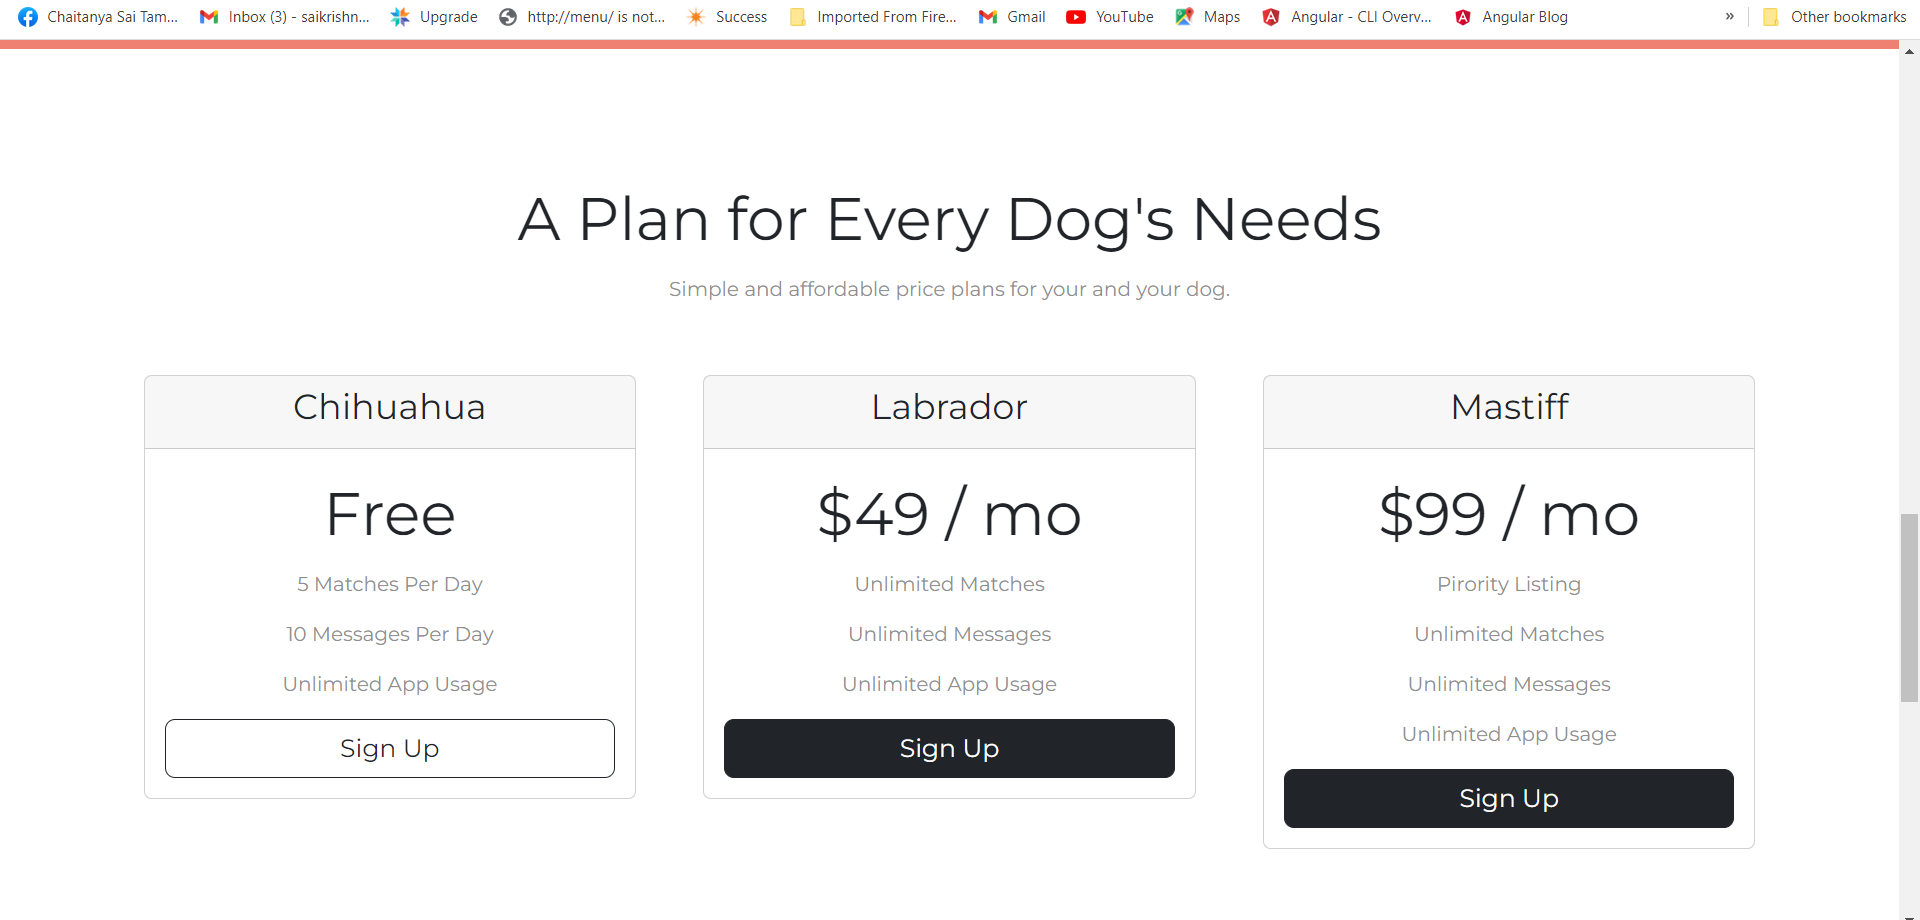 Chaitanya Sai Tam... Inbox (3) - saikrishn... Upgrade http://menu/ is not... Success Imported From Fire... Gmail YouTube Maps Angular - CLI Overv... Angular Blog » Other bookmarks
A Plan for Every Dog's Needs
Simple and affordable price plans for your and your dog.
Chihuahua
Free
5 Matches Per Day
10 Messages Per Day
Unlimited App Usage
Sign Up
Labrador
$49 / mo
Unlimited Matches
Unlimited Messages
Unlimited App Usage
Sign Up
Mastiff
$99 / mo
Pirority Listing
Unlimited Matches
Unlimited Messages
Unlimited App Usage
Sign Up